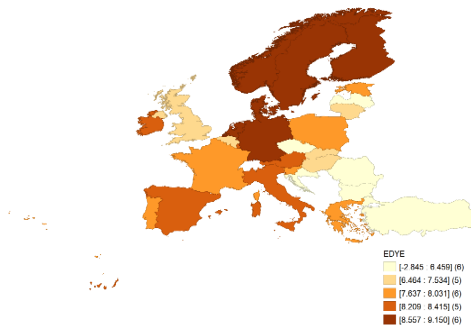 EDYE
[-2.845 : 6.459] (6)
[6.464 : 7.534] (5)
[7.637 : 8.031] (6)
[8.209 : 8.415] (5)
[8.557 : 9.150] (6)